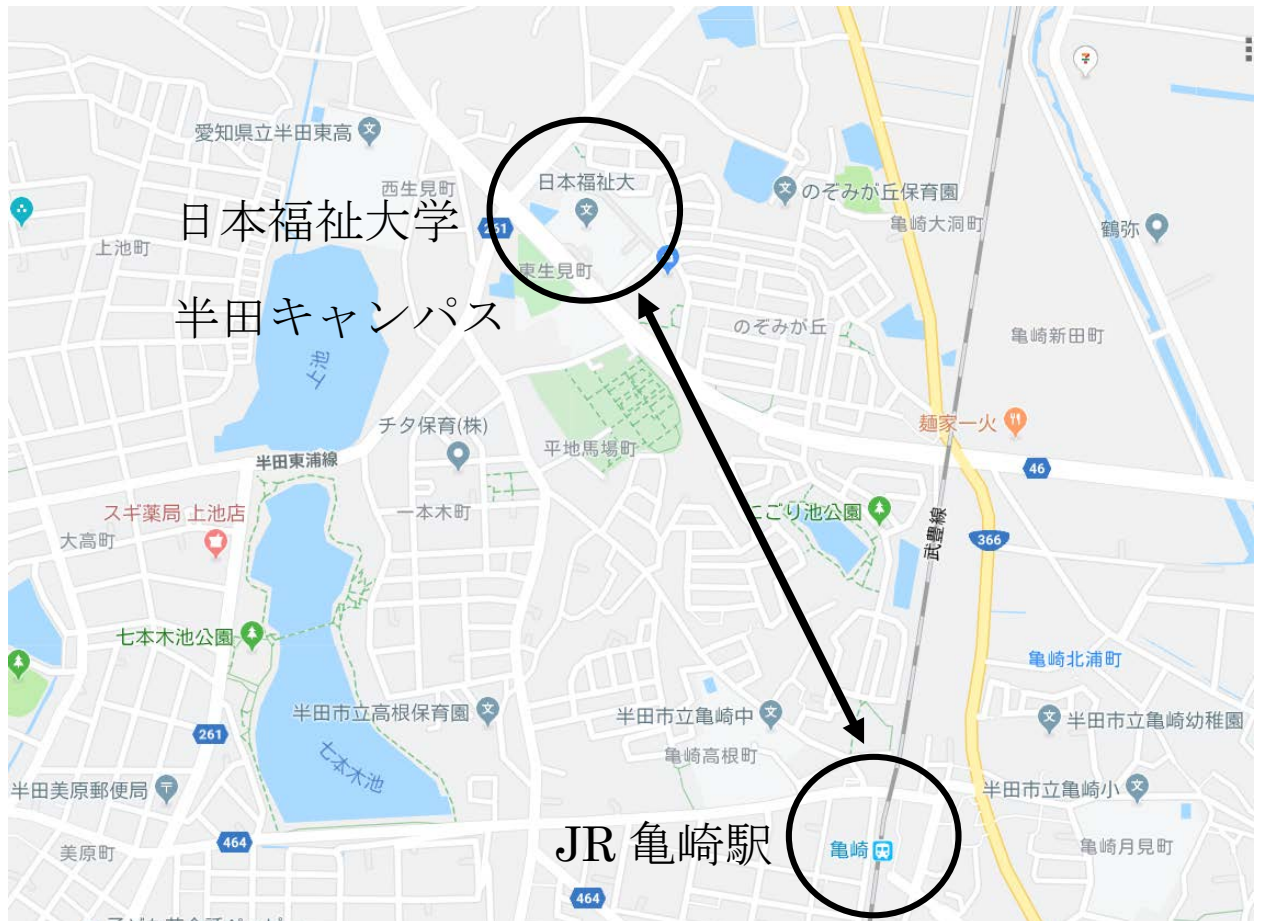 愛知県立半田東高
西生見町
日本福祉大
のぞみが丘保育園
日本福祉大学
261
亀崎大洞町
鶴弥
上池町
東生見町
半田キャンパス
のぞみが丘
亀崎新田町
上池
チタ保育(株)
麺家一火
平地馬場町
半田東浦線
46
スギ薬局 上池店
一本木町
ごり池公園
大高町
武豊線
366
七本木池公園
亀崎北浦町
半田市立高根保育園
半田市立亀崎中
半田市立亀崎幼稚園
261
七本木池
亀崎高根町
半田美原郵便局
半田市立亀崎小
JR 亀崎駅
亀崎
464
美原町
亀崎月見町
464